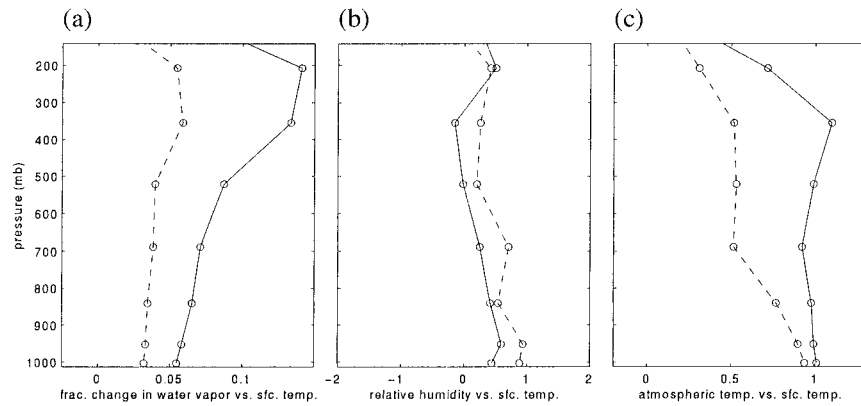 (a) (b) (c)
200
300
400
500
600
700
800
900
1000
pressure (mb)
0 0.05 0.1
-2 -1 0 1 2
0 0.5 1
frac. change in water vapor vs. sfc. temp.
relative humidity vs. sfc. temp.
atmospheric temp. vs. sfc. temp.